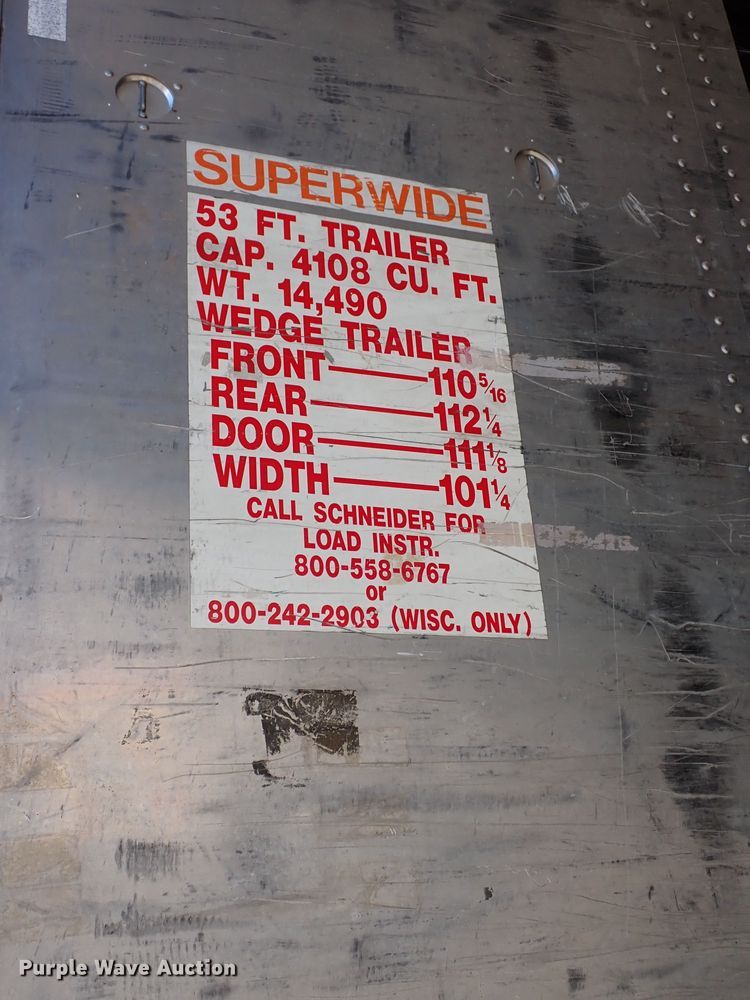 SUPERWIDE
53 FT. TRAILER
CAP. 4108 CU. FT.
WT. 14,490
WEDGE TRAILER
FRONT—110 5/16
REAR—112 1/4
DOOR—111 1/8
WIDTH—101 1/4
CALL SCHNEIDER FOR
LOAD INSTR.
800-558-6767
or
800-242-2903 (WISC. ONLY)
Purple Wave Auction